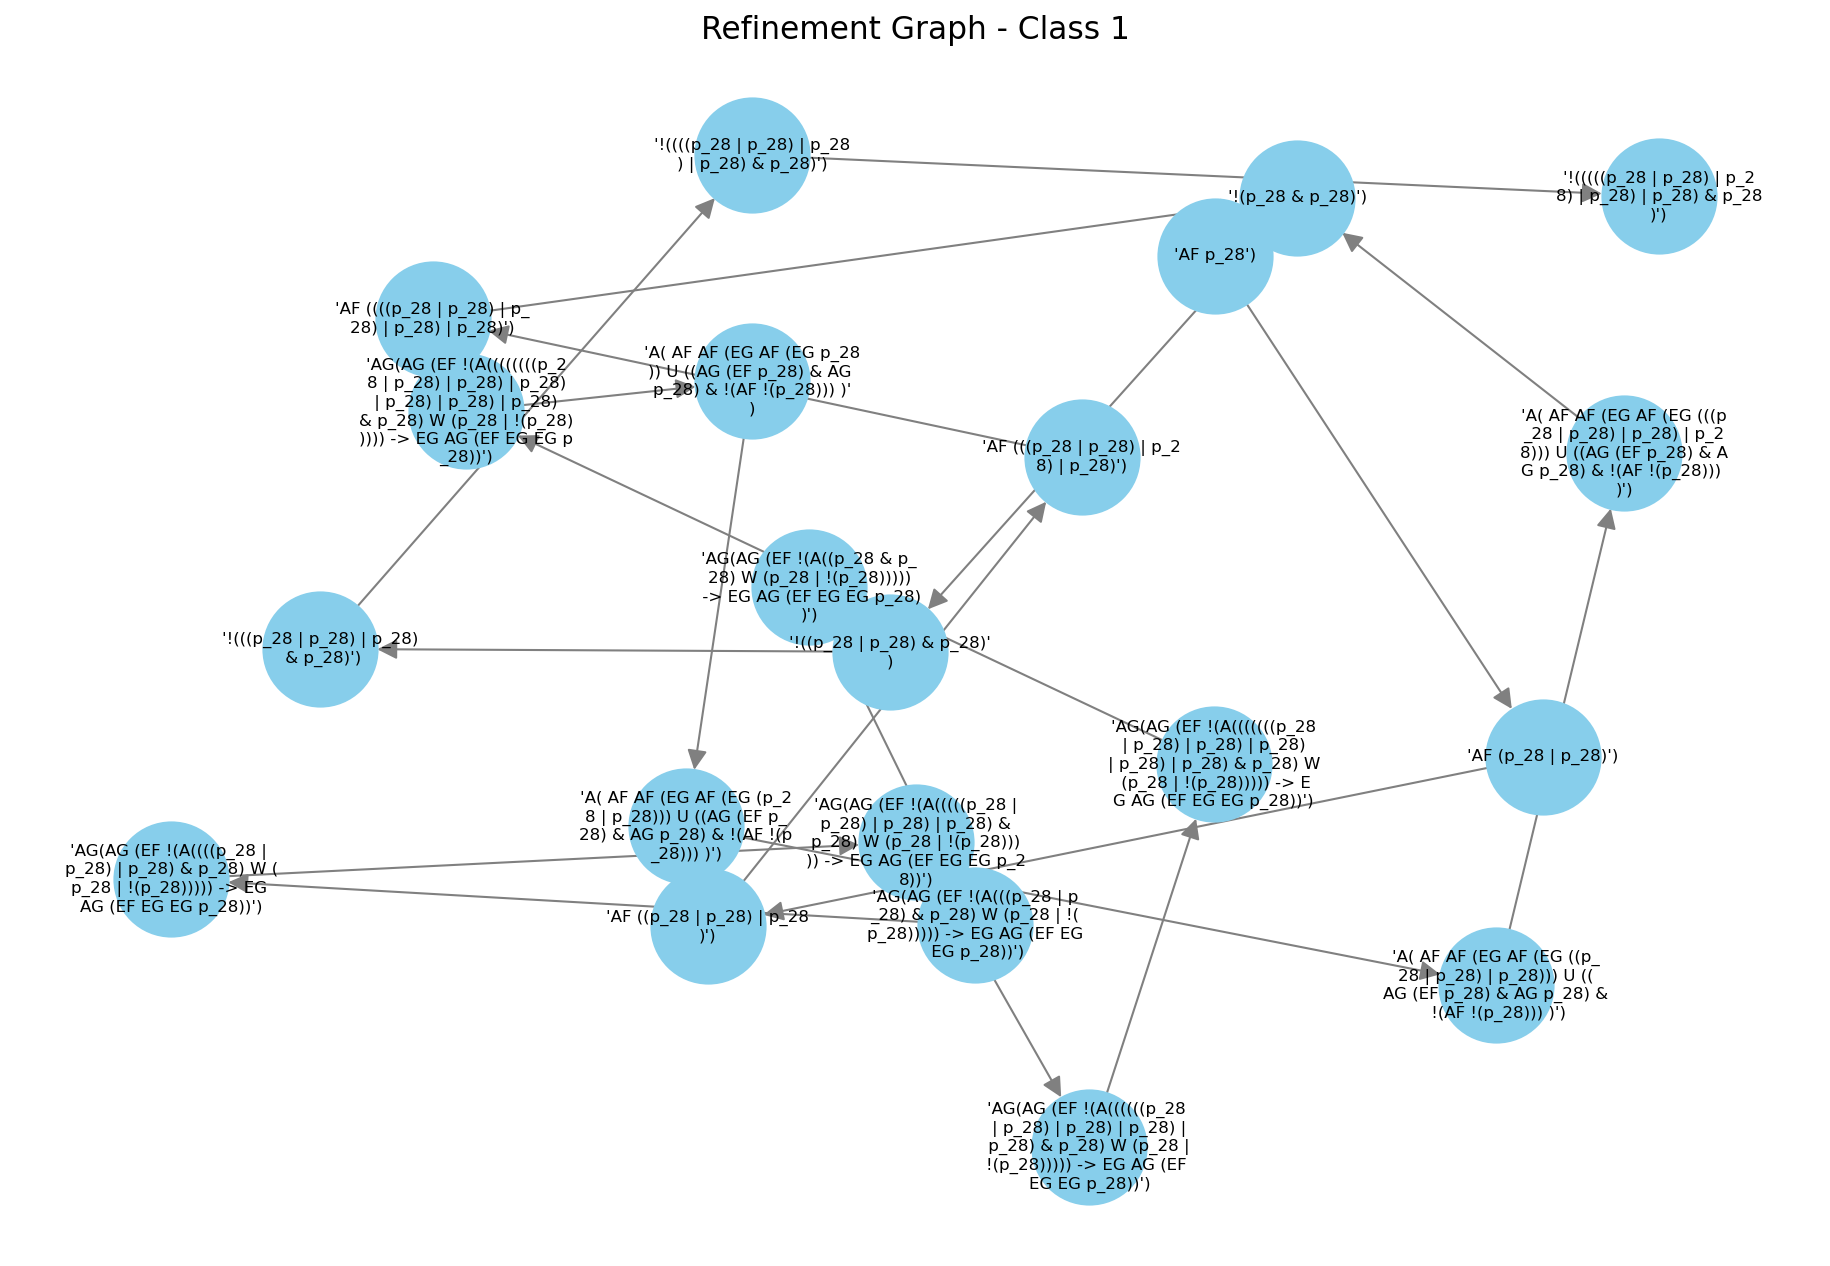 Refinement Graph - Class 1
'!((((p_28 | p_28) | p_28
) | p_28) & p_28)')
'!(((((p_28 | p_28) | p_2
8) | p_28) | p_28) & p_28
)')
'!(p_28 & p_28)')
'AF p_28')
'AF ((((p_28 | p_28) | p_
28) | p_28) | p_28)')
'AG(AG (EF !(A((((((((p_2
8 | p_28) | p_28) | p_28)
| p_28) | p_28) | p_28)
& p_28) W (p_28 | !(p_28)
)))) -> EG AG (EF EG EG p
_28))')
'A( AF AF (EG AF (EG p_28
)) U ((AG (EF p_28) & AG
p_28) & !(AF !(p_28))) )'
)
'AF (((p_28 | p_28) | p_2
8) | p_28)')
'A( AF AF (EG AF (EG (((p
_28 | p_28) | p_28) | p_2
8))) U ((AG (EF p_28) & A
G p_28) & !(AF !(p_28)))
)')
'AG(AG (EF !(A((p_28 & p_
28) W (p_28 | !(p_28)))))
-> EG AG (EF EG EG p_28)
)')
'!(((p_28 | p_28) | p_28)
& p_28)')
'!((p_28 | p_28) & p_28)'
)
'AG(AG (EF !(A(((((((p_28
| p_28) | p_28) | p_28)
| p_28) | p_28) & p_28) W
(p_28 | !(p_28))))) -> E
G AG (EF EG EG p_28))')
'AF (p_28 | p_28)')
'A( AF AF (EG AF (EG (p_2
8 | p_28))) U ((AG (EF p_
28) & AG p_28) & !(AF !(p
_28))) )')
'AG(AG (EF !(A(((((p_28 |
p_28) | p_28) | p_28) &
p_28) W (p_28 | !(p_28)))
)) -> EG AG (EF EG EG p_2
8))')
'AG(AG (EF !(A((((p_28 |
p_28) | p_28) & p_28) W (
p_28 | !(p_28))))) -> EG
AG (EF EG EG p_28))')
'AF ((p_28 | p_28) | p_28
)')
'AG(AG (EF !(A(((p_28 | p
_28) & p_28) W (p_28 | !(
p_28))))) -> EG AG (EF EG
EG p_28))')
'A( AF AF (EG AF (EG ((p_
28 | p_28) | p_28))) U ((
AG (EF p_28) & AG p_28) &
!(AF !(p_28))) )')
'AG(AG (EF !(A((((((p_28
| p_28) | p_28) | p_28) |
p_28) & p_28) W (p_28 |
!(p_28))))) -> EG AG (EF
EG EG p_28))')